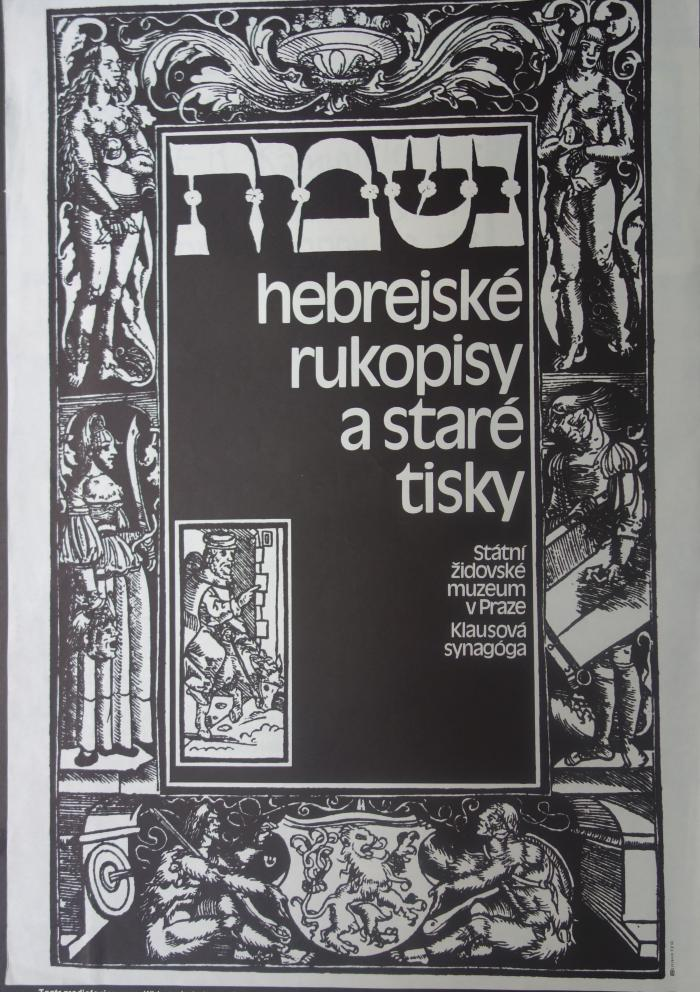 נשמת
hebrejské
rukopisy
a staré
tisky
Státní
židovské
muzeum
v Praze
Klausová
synagóga